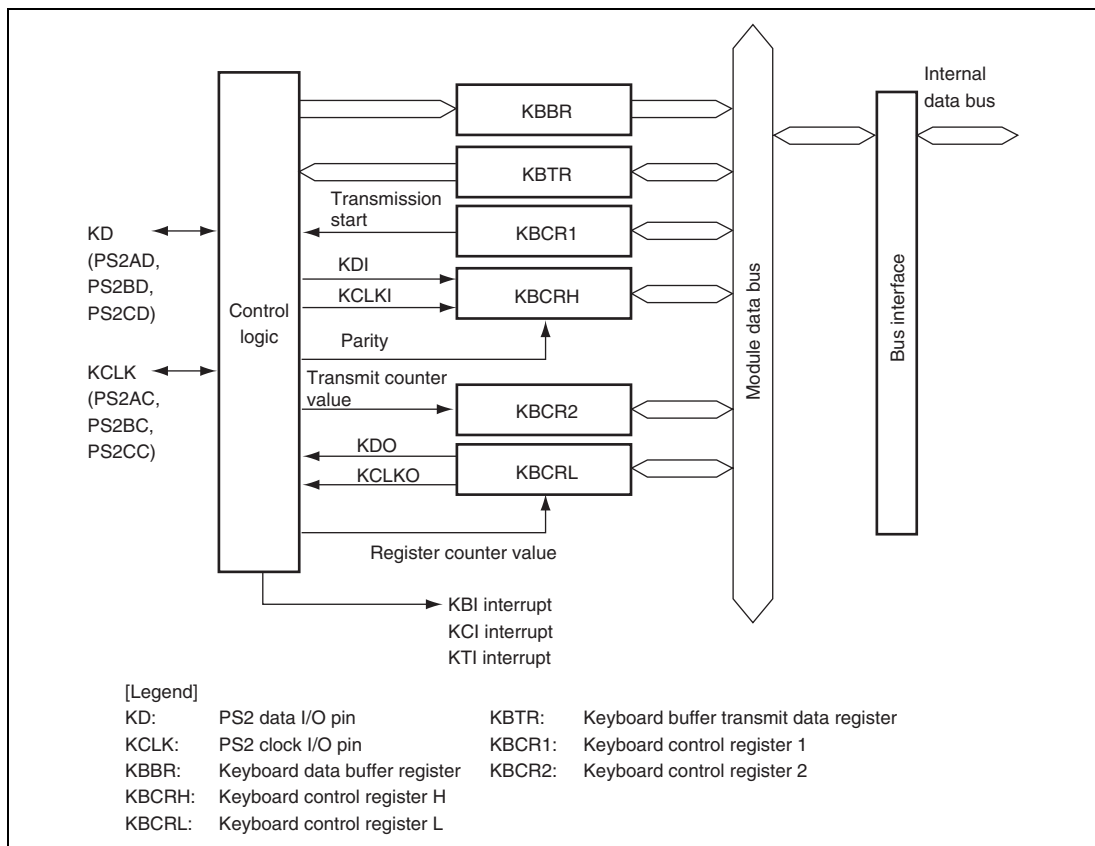 Internal
data bus
KBBR
KBTR
Transmission
start
KBCR1
KD
(PS2AD,
PS2BD,
PS2CD)
KDI
KCLKI
KBCRH
Control
logic
Parity
Module data bus
Bus interface
KCLK
(PS2AC,
PS2BC,
PS2CC)
Transmit counter
value
KBCR2
KDO
KCLKO
KBCRL
Register counter value
KBI interrupt
KCI interrupt
KTI interrupt
[Legend]
KD: PS2 data I/O pin
KCLK: PS2 clock I/O pin
KBBR: Keyboard data buffer register
KBCRH: Keyboard control register H
KBCRL: Keyboard control register L
KBTR: Keyboard buffer transmit data register
KBCR1: Keyboard control register 1
KBCR2: Keyboard control register 2